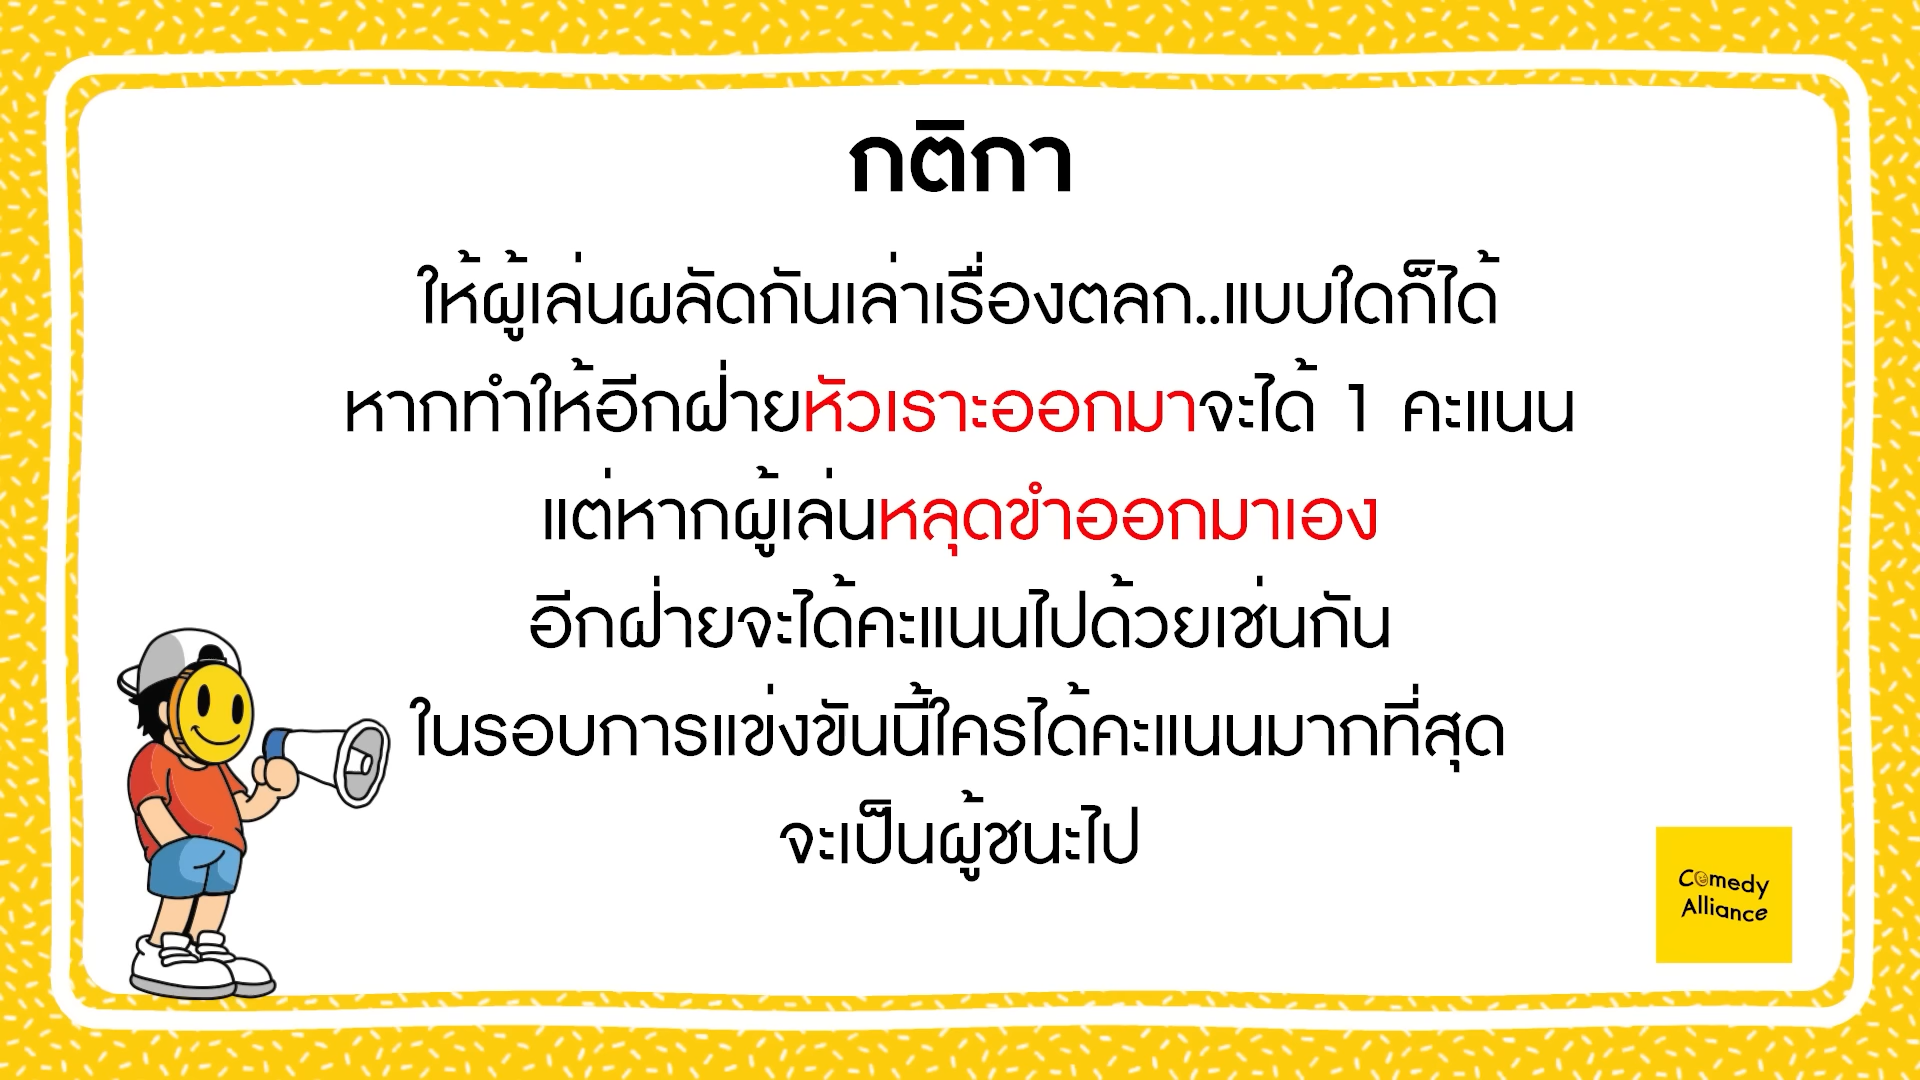 กติกา
ให้ผู้เล่นผลัดกันเล่าเรื่องตลก..แบบใดก็ได้
หากทำให้อีกฝ่ายหัวเราะออกมาจะได้ 1 คะแนน
แต่หากผู้เล่นหลุดขำออกมาเอง
อีกฝ่ายจะได้คะแนนไปด้วยเช่นกัน
ในรอบการแข่งขันนี้ใครได้คะแนนมากที่สุด
จะเป็นผู้ชนะไป
Comedy
Alliance